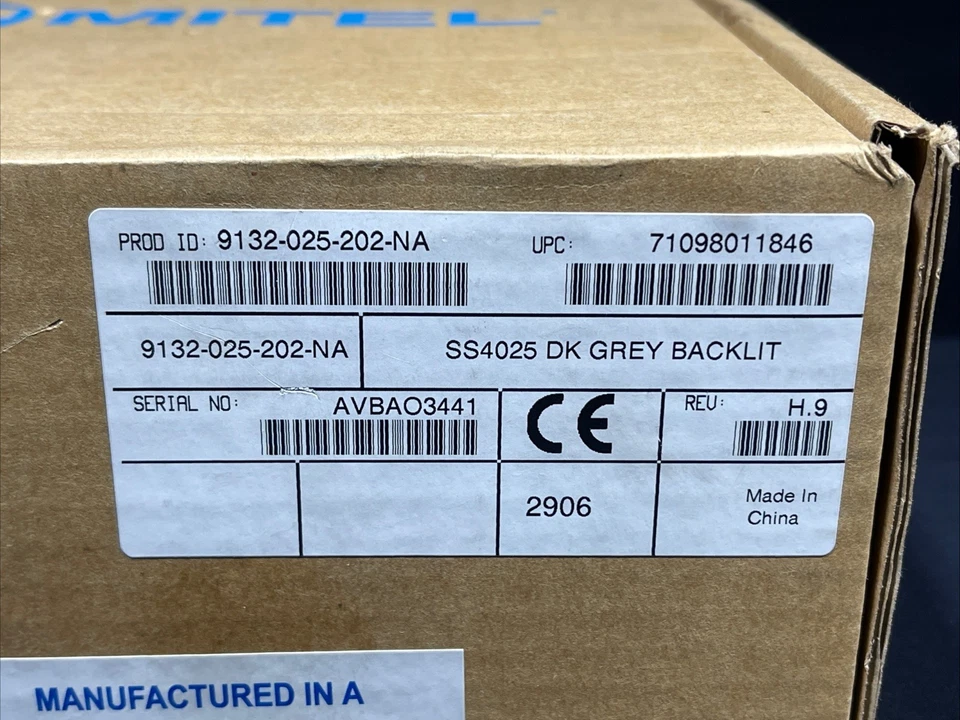 MITEL
PROD ID: 9132-025-202-NA
UPC: 71098011846
9132-025-202-NA
SS4025 DK GREY BACKLIT
SERIAL NO: AVBAO3441
CE
REV: H.9
2906
Made In
China
MANUFACTURED IN A